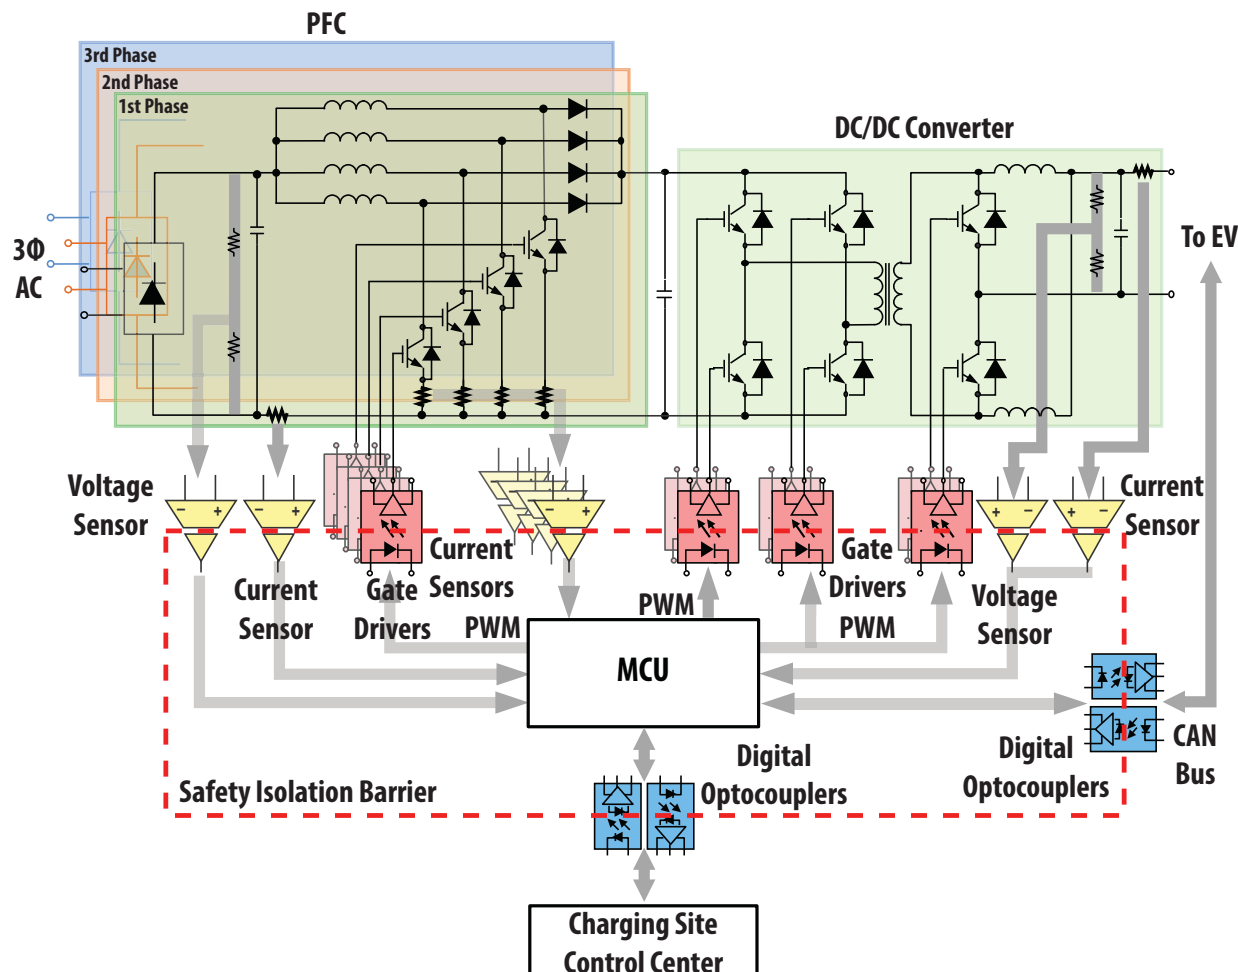 PFC
3rd Phase
2nd Phase
1st Phase
DC/DC Converter
3Φ
AC
To EV
Voltage
Sensor
− +
− +
Current
Sensor
Gate
Drivers
Current
Sensors
− +
PWM
PWM
PWM
Gate
Drivers
+ −
− +
Voltage
Sensor
Current
Sensor
MCU
CAN
Bus
Digital
Optocouplers
Digital
Optocouplers
Safety Isolation Barrier
Charging Site
Control Center